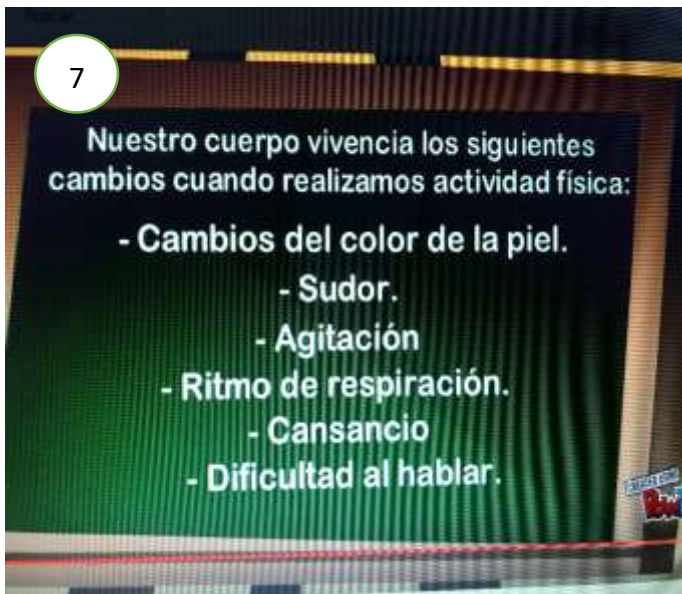 7
Nuestro cuerpo vivencia los siguientes
cambios cuando realizamos actividad física:
- Cambios del color de la piel.
- Sudor.
- Agitación
- Ritmo de respiración.
- Cansancio
- Dificultad al hablar.